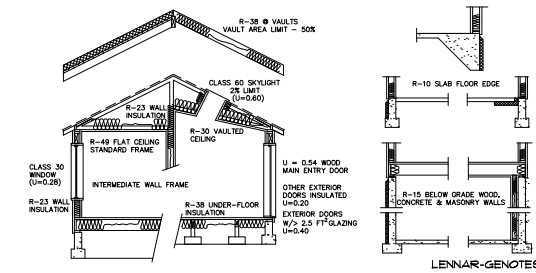 R-38 @ VAULTS
VAULT AREA LIMIT - 50%
CLASS 60 SKYLIGHT
2% LIMIT
(U=0.60)
R-23 WALL
INSULATION
R-30 VAULTED
CEILING
R-49 FLAT CEILING
STANDARD FRAME
CLASS 30
WINDOW
(U=0.28)
INTERMEDIATE WALL FRAME
R-23 WALL
INSULATION
R-38 UNDER-FLOOR
INSULATION
U = 0.54 WOOD
MAIN ENTRY DOOR
OTHER EXTERIOR
DOORS INSULATED
U=0.20
EXTERIOR DOORS
W/> 2.5 FT² GLAZING
U=0.40
R-10 SLAB FLOOR EDGE
R-15 BELOW GRADE WOOD,
CONCRETE & MASONRY WALLS
LENNAR-GENOTES